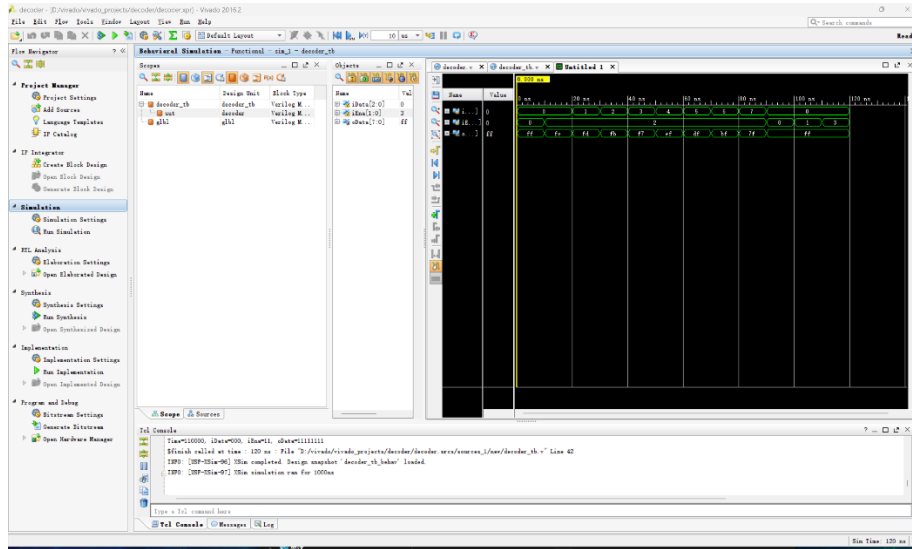 decoder - [D:/vivado/vivado_projects/decoder/decoder.xpr] - Vivado 2016.2
File Edit Flow Tools Window Layout View Run Help
Search commands
10 us
Default Layout
Ready
Flow Navigator
Project Manager
Project Settings
Add Sources
Language Templates
IP Catalog
IP Integrator
Create Block Design
Open Block Design
Generate Block Design
Simulation
Simulation Settings
Run Simulation
RTL Analysis
Elaboration Settings
Open Elaborated Design
Synthesis
Synthesis Settings
Run Synthesis
Open Synthesized Design
Implementation
Implementation Settings
Run Implementation
Open Implemented Design
Program and Debug
Bitstream Settings
Generate Bitstream
Open Hardware Manager
Behavioral Simulation - Functional - sim_1 - decoder_tb
Scopes
Name Design Unit Block Type
decoder_tb decoder_tb Verilog M...
uut decoder Verilog M...
glbl glbl Verilog M...
Scope Sources
Objects
Name Val
iData[2:0] 0
iEna[1:0] 3
oData[7:0] ff
decoder.v decoder_tb.v Untitled 1
Name Value
i...] 0
iE...] 0
o...] ff
0.000 ns
0 ns 20 ns 40 ns 60 ns 80 ns 100 ns 120 ns
0 1 2 3 4 5 6 7 0
0 2 0 1 3
ff fe fd fb f7 ef df bf 7f ff
Tcl Console
Time=110000, iData=000, iEna=11, oData=11111111
$finish called at time : 120 ns : File "D:/vivado/vivado_projects/decoder/decoder.srcs/sources_1/new/decoder_tb.v" Line 42
INFO: [USF-XSim-96] XSim completed. Design snapshot 'decoder_tb_behav' loaded.
INFO: [USF-XSim-97] XSim simulation ran for 1000ns
Type a Tcl command here
Tcl Console Messages Log
Sim Time: 120 ns